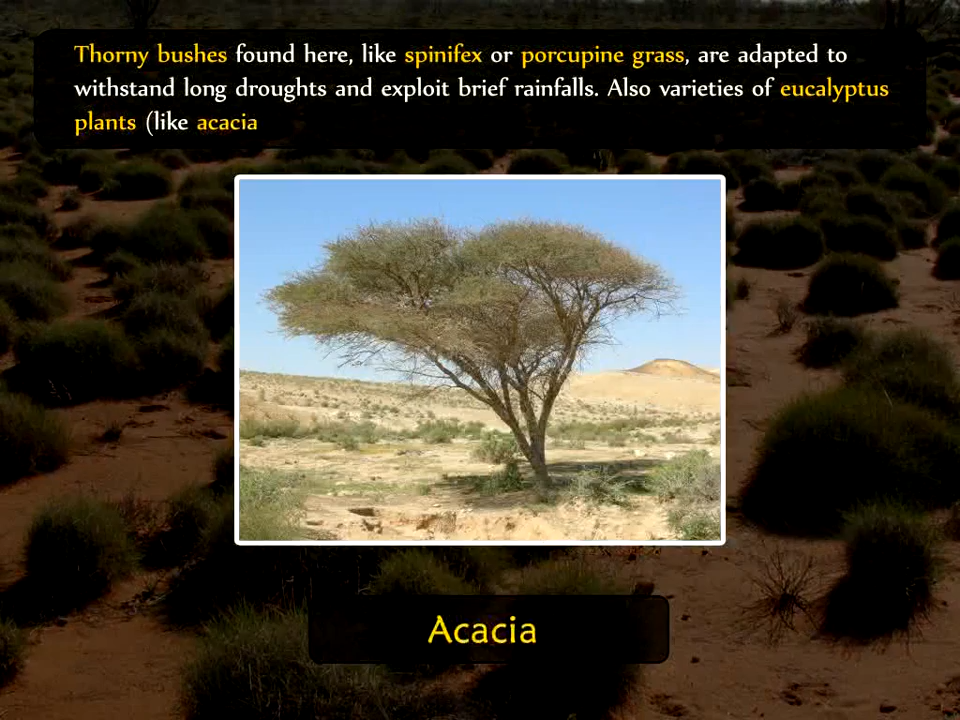 Thorny bushes found here, like spinifex or porcupine grass, are adapted to
withstand long droughts and exploit brief rainfalls. Also varieties of eucalyptus
plants (like acacia
Acacia